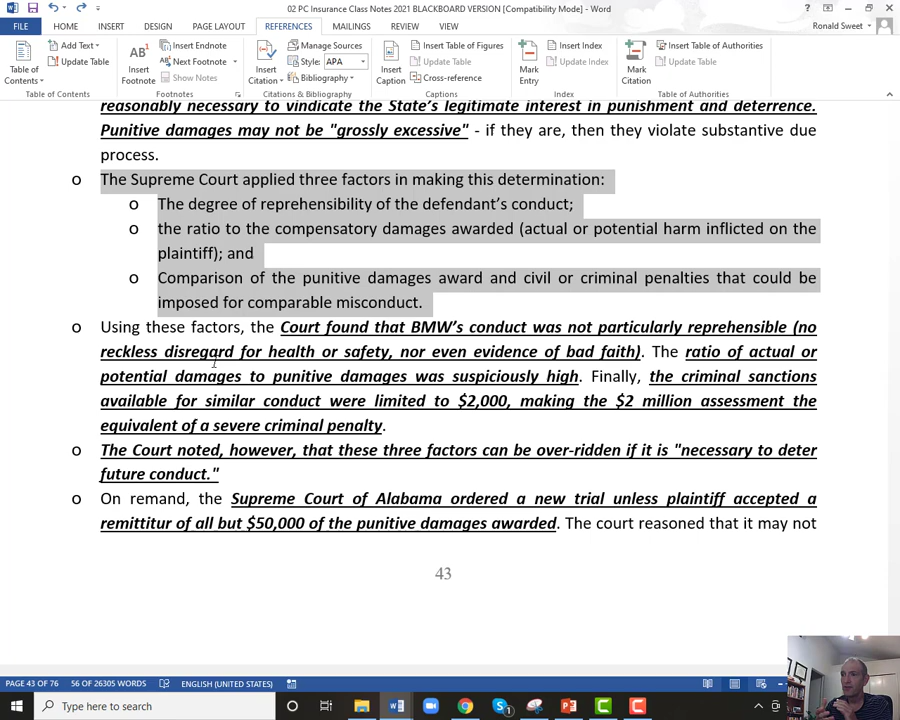 02 PC Insurance Class Notes 2021 BLACKBOARD VERSION [Compatibility Mode] - Word
FILE HOME INSERT DESIGN PAGE LAYOUT REFERENCES MAILINGS REVIEW VIEW Ronald Sweet
Table of Contents Add Text Update Table
AB1 Insert Footnote Insert Endnote Next Footnote Show Notes
Insert Citation Manage Sources Style: APA Bibliography
Insert Caption Insert Table of Figures Update Table Cross-reference
Mark Entry Insert Index Update Index
Mark Citation Insert Table of Authorities Update Table
Table of Contents Footnotes Citations & Bibliography Captions Index Table of Authorities
reasonably necessary to vindicate the State's legitimate interest in punishment and deterrence.
Punitive damages may not be "grossly excessive" - if they are, then they violate substantive due
process.
o The Supreme Court applied three factors in making this determination:
o The degree of reprehensibility of the defendant's conduct;
o the ratio to the compensatory damages awarded (actual or potential harm inflicted on the
plaintiff); and
o Comparison of the punitive damages award and civil or criminal penalties that could be
imposed for comparable misconduct.
o Using these factors, the Court found that BMW's conduct was not particularly reprehensible (no
reckless disregard for health or safety, nor even evidence of bad faith). The ratio of actual or
potential damages to punitive damages was suspiciously high. Finally, the criminal sanctions
available for similar conduct were limited to $2,000, making the $2 million assessment the
equivalent of a severe criminal penalty.
o The Court noted, however, that these three factors can be over-ridden if it is "necessary to deter
future conduct."
o On remand, the Supreme Court of Alabama ordered a new trial unless plaintiff accepted a
remittitur of all but $50,000 of the punitive damages awarded. The court reasoned that it may not
43
PAGE 43 OF 76 56 OF 26305 WORDS ENGLISH (UNITED STATES)
Type here to search